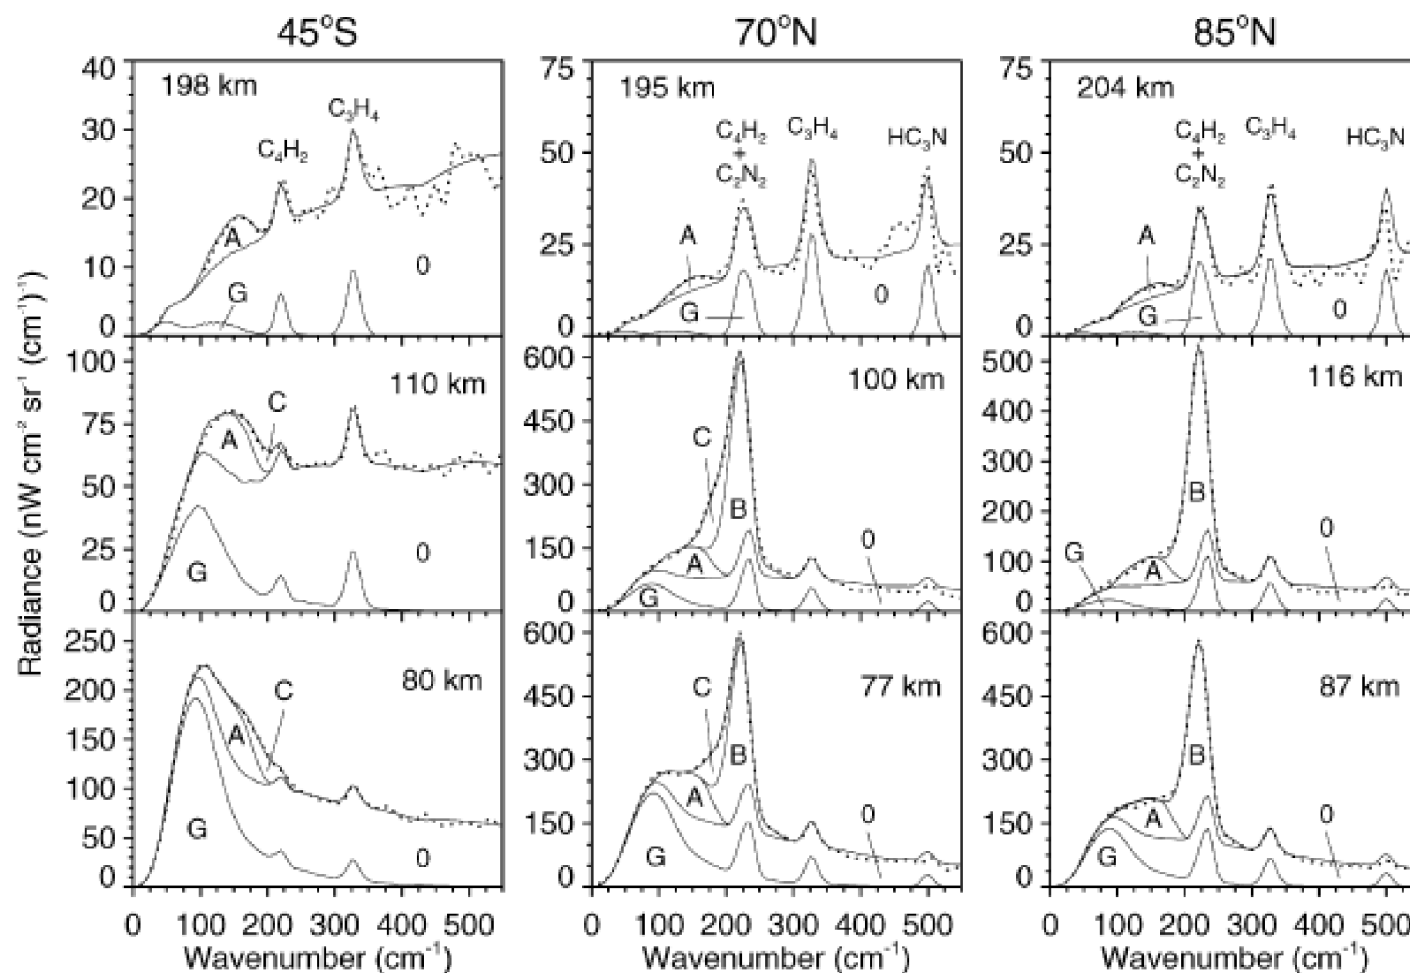 45°S
70°N
85°N
Radiance (nW cm² sr⁻¹ (cm⁻¹)⁻¹)
40
30
20
10
0
198 km
C₄H₂
C₃H₄
A
G
0
75
50
25
0
195 km
C₄H₂
+
C₂N₂
C₃H₄
HC₃N
A
G
0
75
50
25
0
204 km
C₄H₂
+
C₂N₂
C₃H₄
HC₃N
A
G
0
100
75
50
25
0
110 km
C
A
G
0
600
450
300
150
0
100 km
C
B
A
G
0
500
400
300
200
100
0
116 km
B
G
A
0
250
200
150
100
50
0
80 km
C
A
G
0
600
450
300
150
0
77 km
C
B
A
G
0
600
450
300
150
0
87 km
B
A
G
0
0 100 200 300 400 500
0 100 200 300 400 500
0 100 200 300 400 500
Wavenumber (cm⁻¹)
Wavenumber (cm⁻¹)
Wavenumber (cm⁻¹)